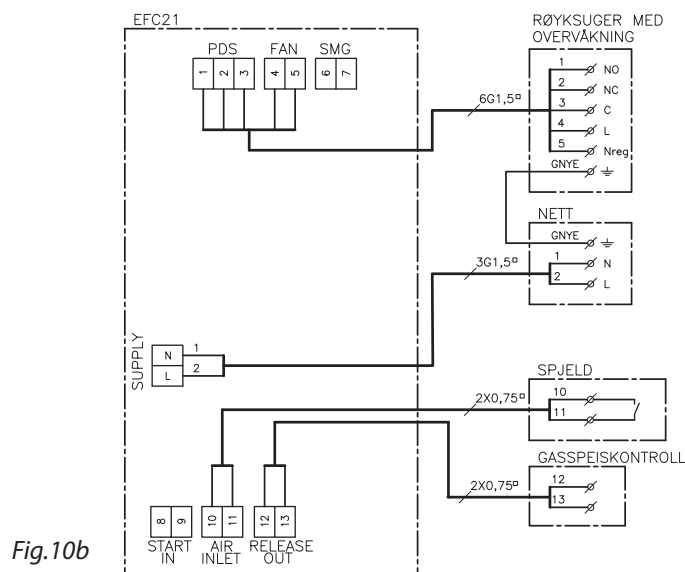 EFC21
RØYKSUGER MED
OVERVÅKNING
PDS FAN SMG
1 2 3 4 5 6 7
1 NO
2 NC
3 C
4 L
5 Nreg
GNYE
6G1,5
NETT
GNYE
1 N
2 L
3G1,5
SUPPLY
N 1
L 2
SPJELD
10
11
2X0,75
GASSPEISKONTROLL
12
13
2X0,75
8 9 10 11 12 13
START
IN
AIR
INLET
RELEASE
OUT
Fig.10b